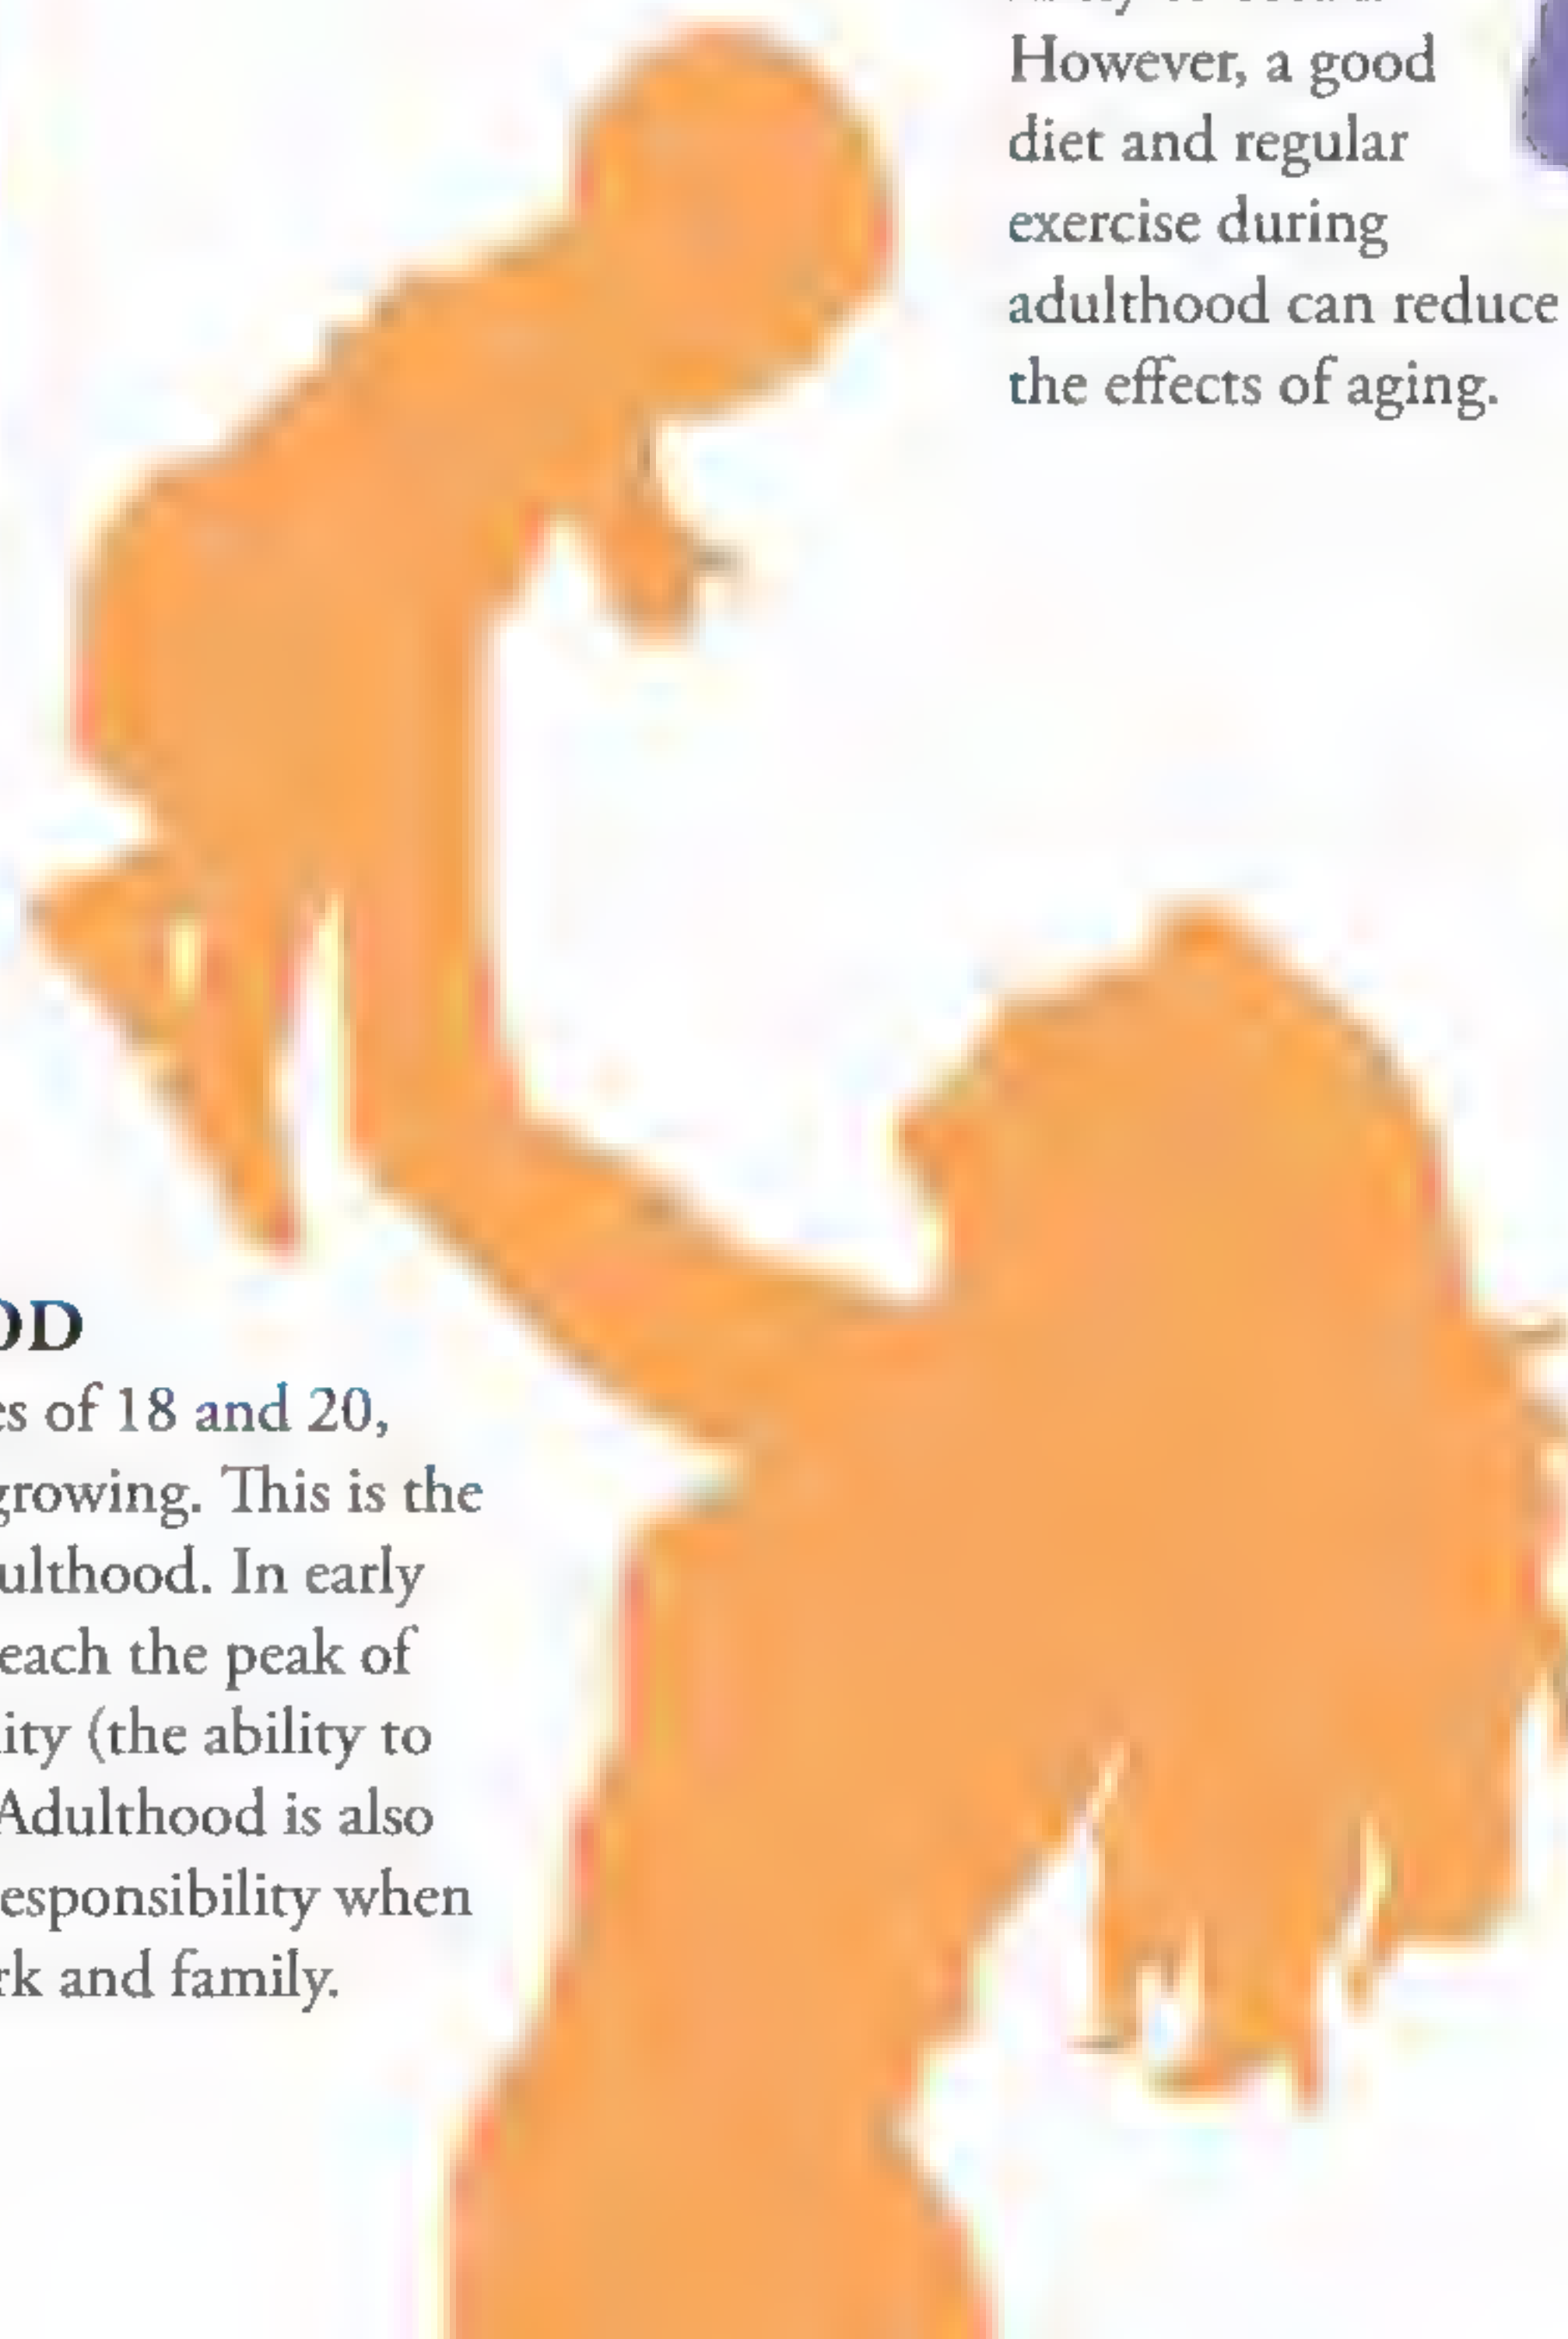 However, a good
diet and regular
exercise during
adulthood can reduce
the effects of aging.
OD
es of 18 and 20,
growing. This is the
ulthood. In early
each the peak of
ity (the ability to
Adulthood is also
esponsibility when
rk and family.